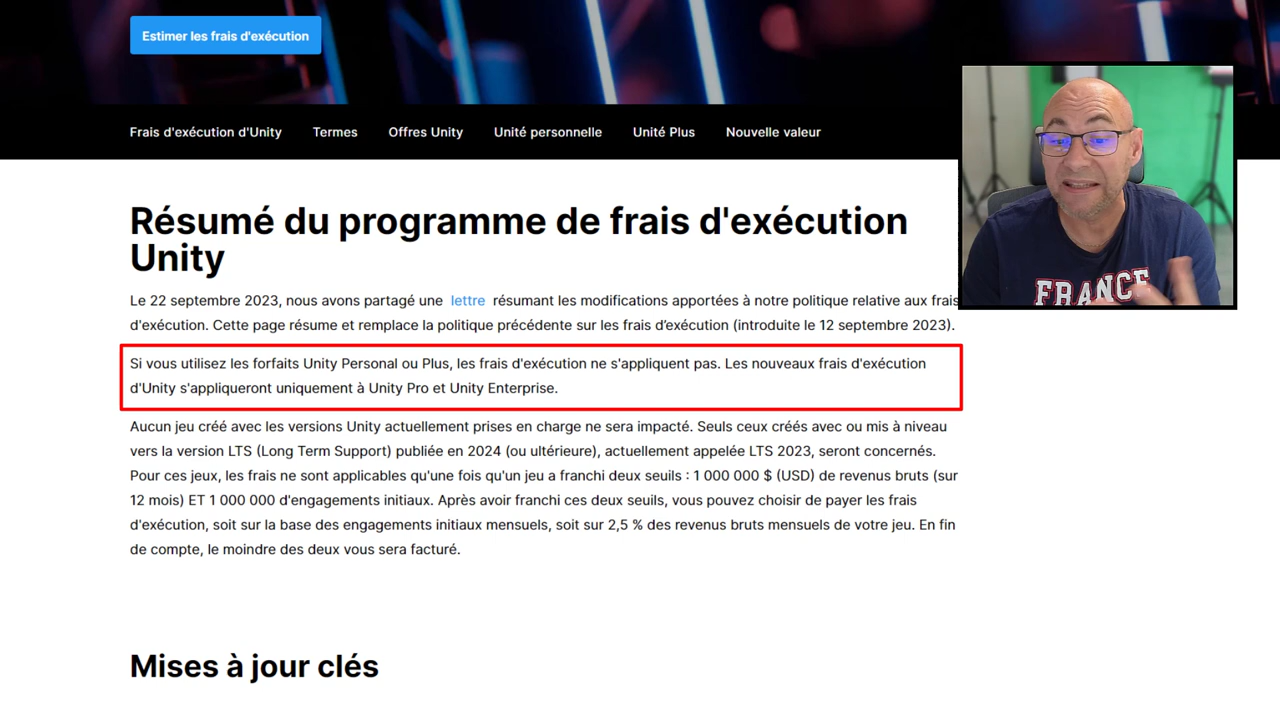 Estimer les frais d'exécution
Frais d'exécution d'Unity Termes Offres Unity Unité personnelle Unité Plus Nouvelle valeur
Résumé du programme de frais d'exécution
Unity
Le 22 septembre 2023, nous avons partagé une lettre résumant les modifications apportées à notre politique relative aux frais
d'exécution. Cette page résume et remplace la politique précédente sur les frais d’exécution (introduite le 12 septembre 2023).
Si vous utilisez les forfaits Unity Personal ou Plus, les frais d'exécution ne s'appliquent pas. Les nouveaux frais d'exécution
d'Unity s'appliqueront uniquement à Unity Pro et Unity Enterprise.
Aucun jeu créé avec les versions Unity actuellement prises en charge ne sera impacté. Seuls ceux créés avec ou mis à niveau
vers la version LTS (Long Term Support) publiée en 2024 (ou ultérieure), actuellement appelée LTS 2023, seront concernés.
Pour ces jeux, les frais ne sont applicables qu'une fois qu'un jeu a franchi deux seuils : 1 000 000 $ (USD) de revenus bruts (sur
12 mois) ET 1 000 000 d'engagements initiaux. Après avoir franchi ces deux seuils, vous pouvez choisir de payer les frais
d'exécution, soit sur la base des engagements initiaux mensuels, soit sur 2,5 % des revenus bruts mensuels de votre jeu. En fin
de compte, le moindre des deux vous sera facturé.
Mises à jour clés
FRANCE